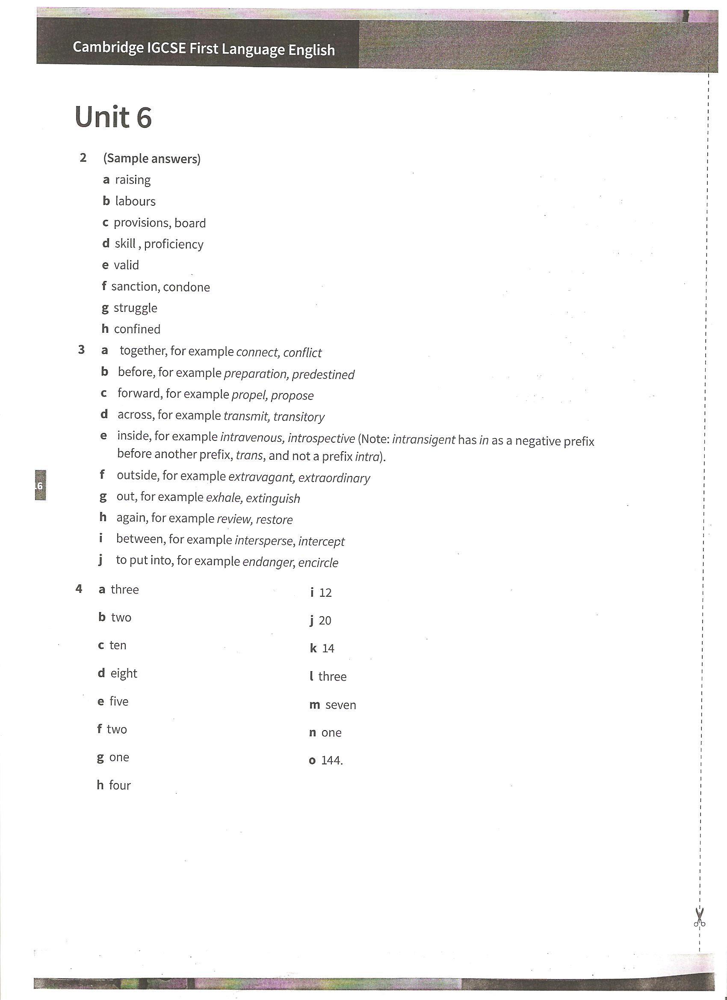 Cambridge IGCSE First Language English
Unit 6
2 (Sample answers)
a raising
b labours
c provisions, board
d skill , proficiency
e valid
f sanction, condone
g struggle
h confined
3 a together, for example connect, conflict
b before, for example preparation, predestined
c forward, for example propel, propose
d across, for example transmit, transitory
e inside, for example intravenous, introspective (Note: intransigent has in as a negative prefix
before another prefix, trans, and not a prefix intra).
f outside, for example extravagant, extraordinary
g out, for example exhale, extinguish
h again, for example review, restore
i between, for example intersperse, intercept
j to put into, for example endanger, encircle
4 a three
b two
c ten
d eight
e five
f two
g one
h four
i 12
j 20
k 14
l three
m seven
n one
o 144.
6